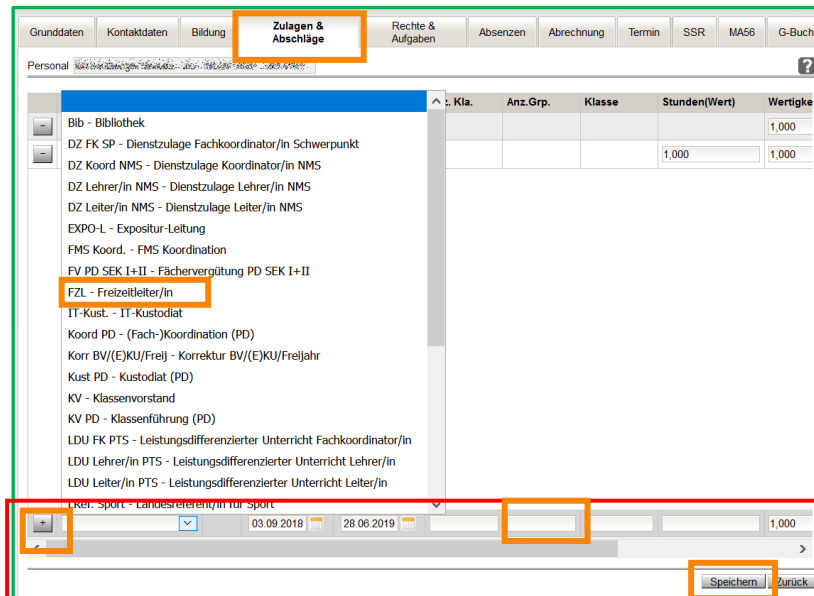 Grunddaten Kontaktdaten Bildung Zulagen & Abschläge Rechte & Aufgaben Absenzen Abrechnung Termin SSR MA56 G-Buch
Personal
?
z. Kla. Anz.Grp. Klasse Stunden(Wert) Wertigke
- 1,000
- 1,000 1,000
Bib - Bibliothek
DZ FK SP - Dienstzulage Fachkoordinator/in Schwerpunkt
DZ Koord NMS - Dienstzulage Koordinator/in NMS
DZ Lehrer/in NMS - Dienstzulage Lehrer/in NMS
DZ Leiter/in NMS - Dienstzulage Leiter/in NMS
EXPO-L - Expositur-Leitung
FMS Koord. - FMS Koordination
FV PD SEK I+II - Fächervergütung PD SEK I+II
FZL - Freizeitleiter/in
IT-Kust. - IT-Kustodiat
Koord PD - (Fach-)Koordination (PD)
Korr BV/(E)KU/Freij - Korrektur BV/(E)KU/Freijahr
Kust PD - Kustodiat (PD)
KV - Klassenvorstand
KV PD - Klassenführung (PD)
LDU FK PTS - Leistungsdifferenzierter Unterricht Fachkoordinator/in
LDU Lehrer/in PTS - Leistungsdifferenzierter Unterricht Lehrer/in
LDU Leiter/in PTS - Leistungsdifferenzierter Unterricht Leiter/in
LRef. Sport - Landesreferent/in für Sport
+ 03.09.2018 28.06.2019 1,000
Speichern Zurück